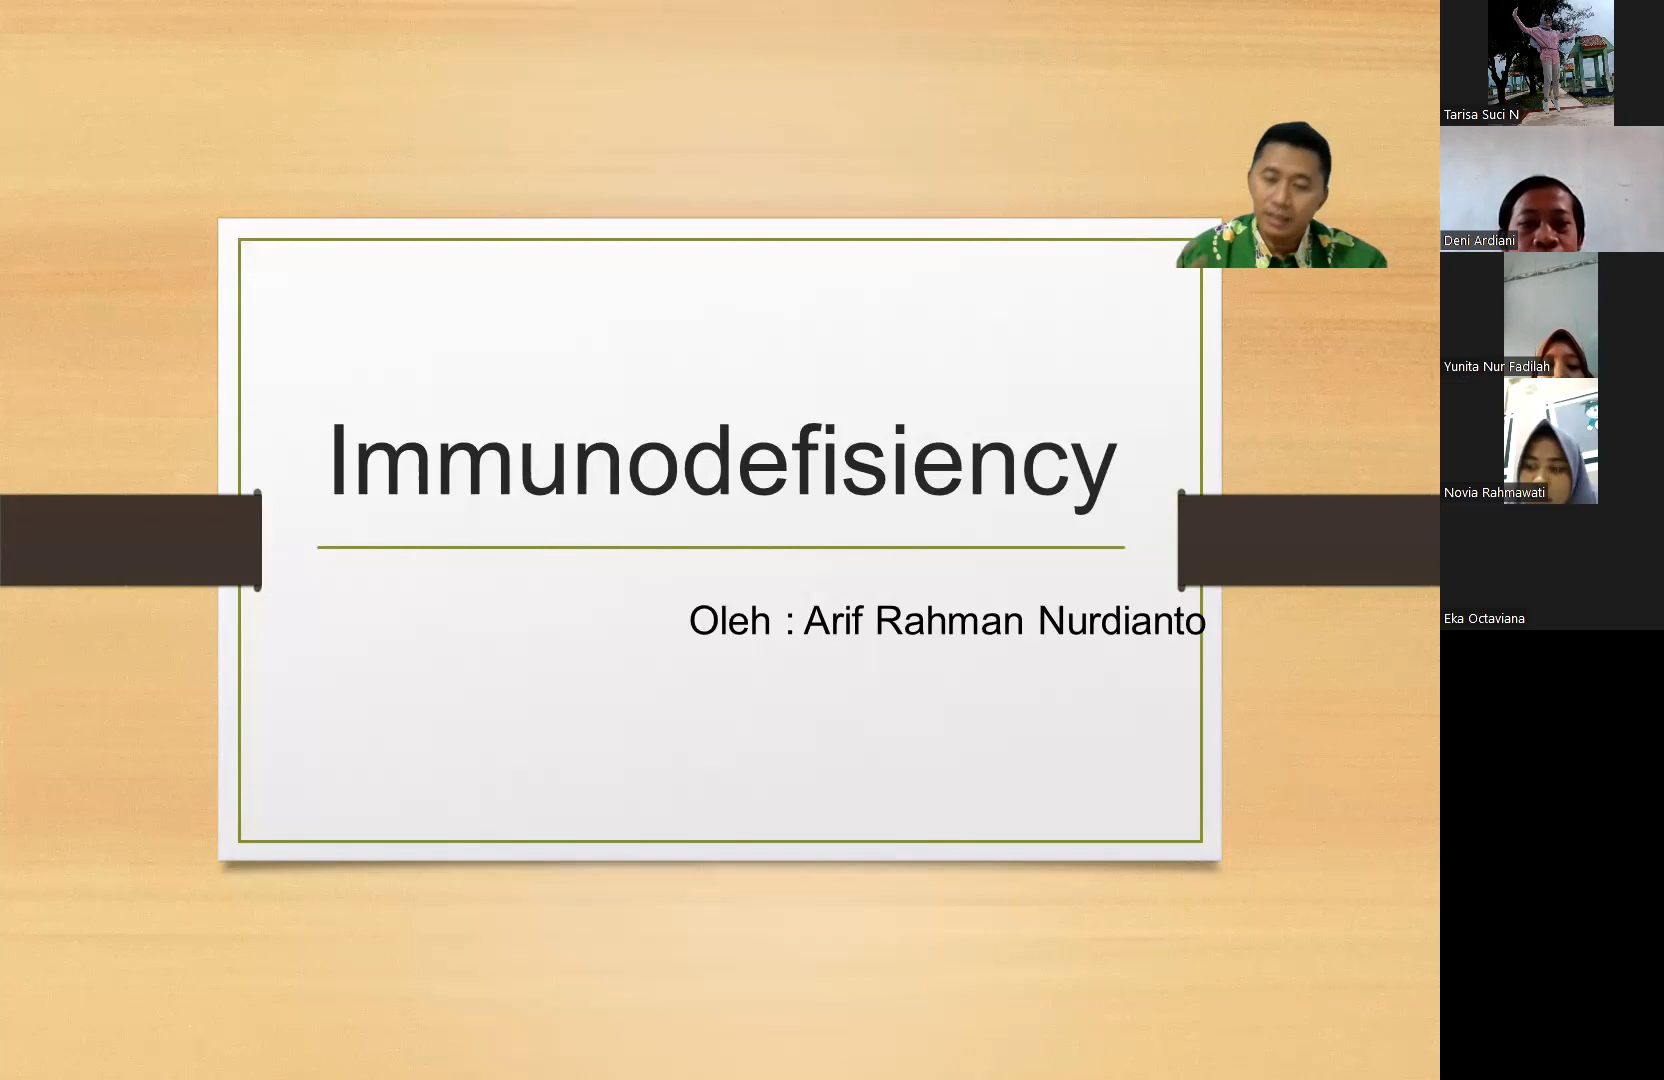 Immunodefisiency
Oleh : Arif Rahman Nurdianto
Tarisa Suci N
Deni Ardiani
Yunita Nur Fadilah
Novia Rahmawati
Eka Octaviana